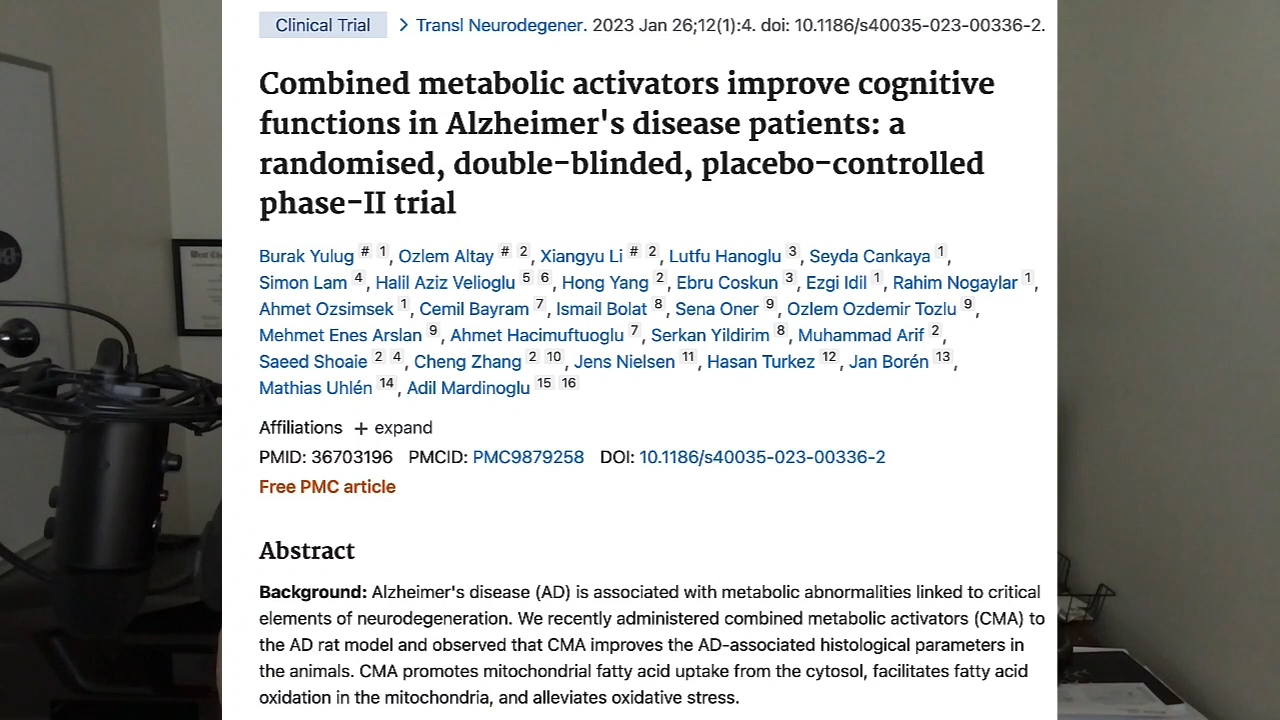 Clinical Trial > Transl Neurodegener. 2023 Jan 26;12(1):4. doi: 10.1186/s40035-023-00336-2.
Combined metabolic activators improve cognitive
functions in Alzheimer's disease patients: a
randomised, double-blinded, placebo-controlled
phase-II trial
Burak Yulug # 1, Ozlem Altay # 2, Xiangyu Li # 2, Lutfu Hanoglu 3, Seyda Cankaya 1,
Simon Lam 4, Halil Aziz Velioglu 5 6, Hong Yang 2, Ebru Coskun 3, Ezgi Idil 1, Rahim Nogaylar 1,
Ahmet Ozsimsek 1, Cemil Bayram 7, Ismail Bolat 8, Sena Oner 9, Ozlem Ozdemir Tozlu 9,
Mehmet Enes Arslan 9, Ahmet Hacimuftuoglu 7, Serkan Yildirim 8, Muhammad Arif 2,
Saeed Shoaie 2 4, Cheng Zhang 2 10, Jens Nielsen 11, Hasan Turkez 12, Jan Borén 13,
Mathias Uhlén 14, Adil Mardinoglu 15 16
Affiliations + expand
PMID: 36703196 PMCID: PMC9879258 DOI: 10.1186/s40035-023-00336-2
Free PMC article
Abstract
Background: Alzheimer's disease (AD) is associated with metabolic abnormalities linked to critical
elements of neurodegeneration. We recently administered combined metabolic activators (CMA) to
the AD rat model and observed that CMA improves the AD-associated histological parameters in
the animals. CMA promotes mitochondrial fatty acid uptake from the cytosol, facilitates fatty acid
oxidation in the mitochondria, and alleviates oxidative stress.